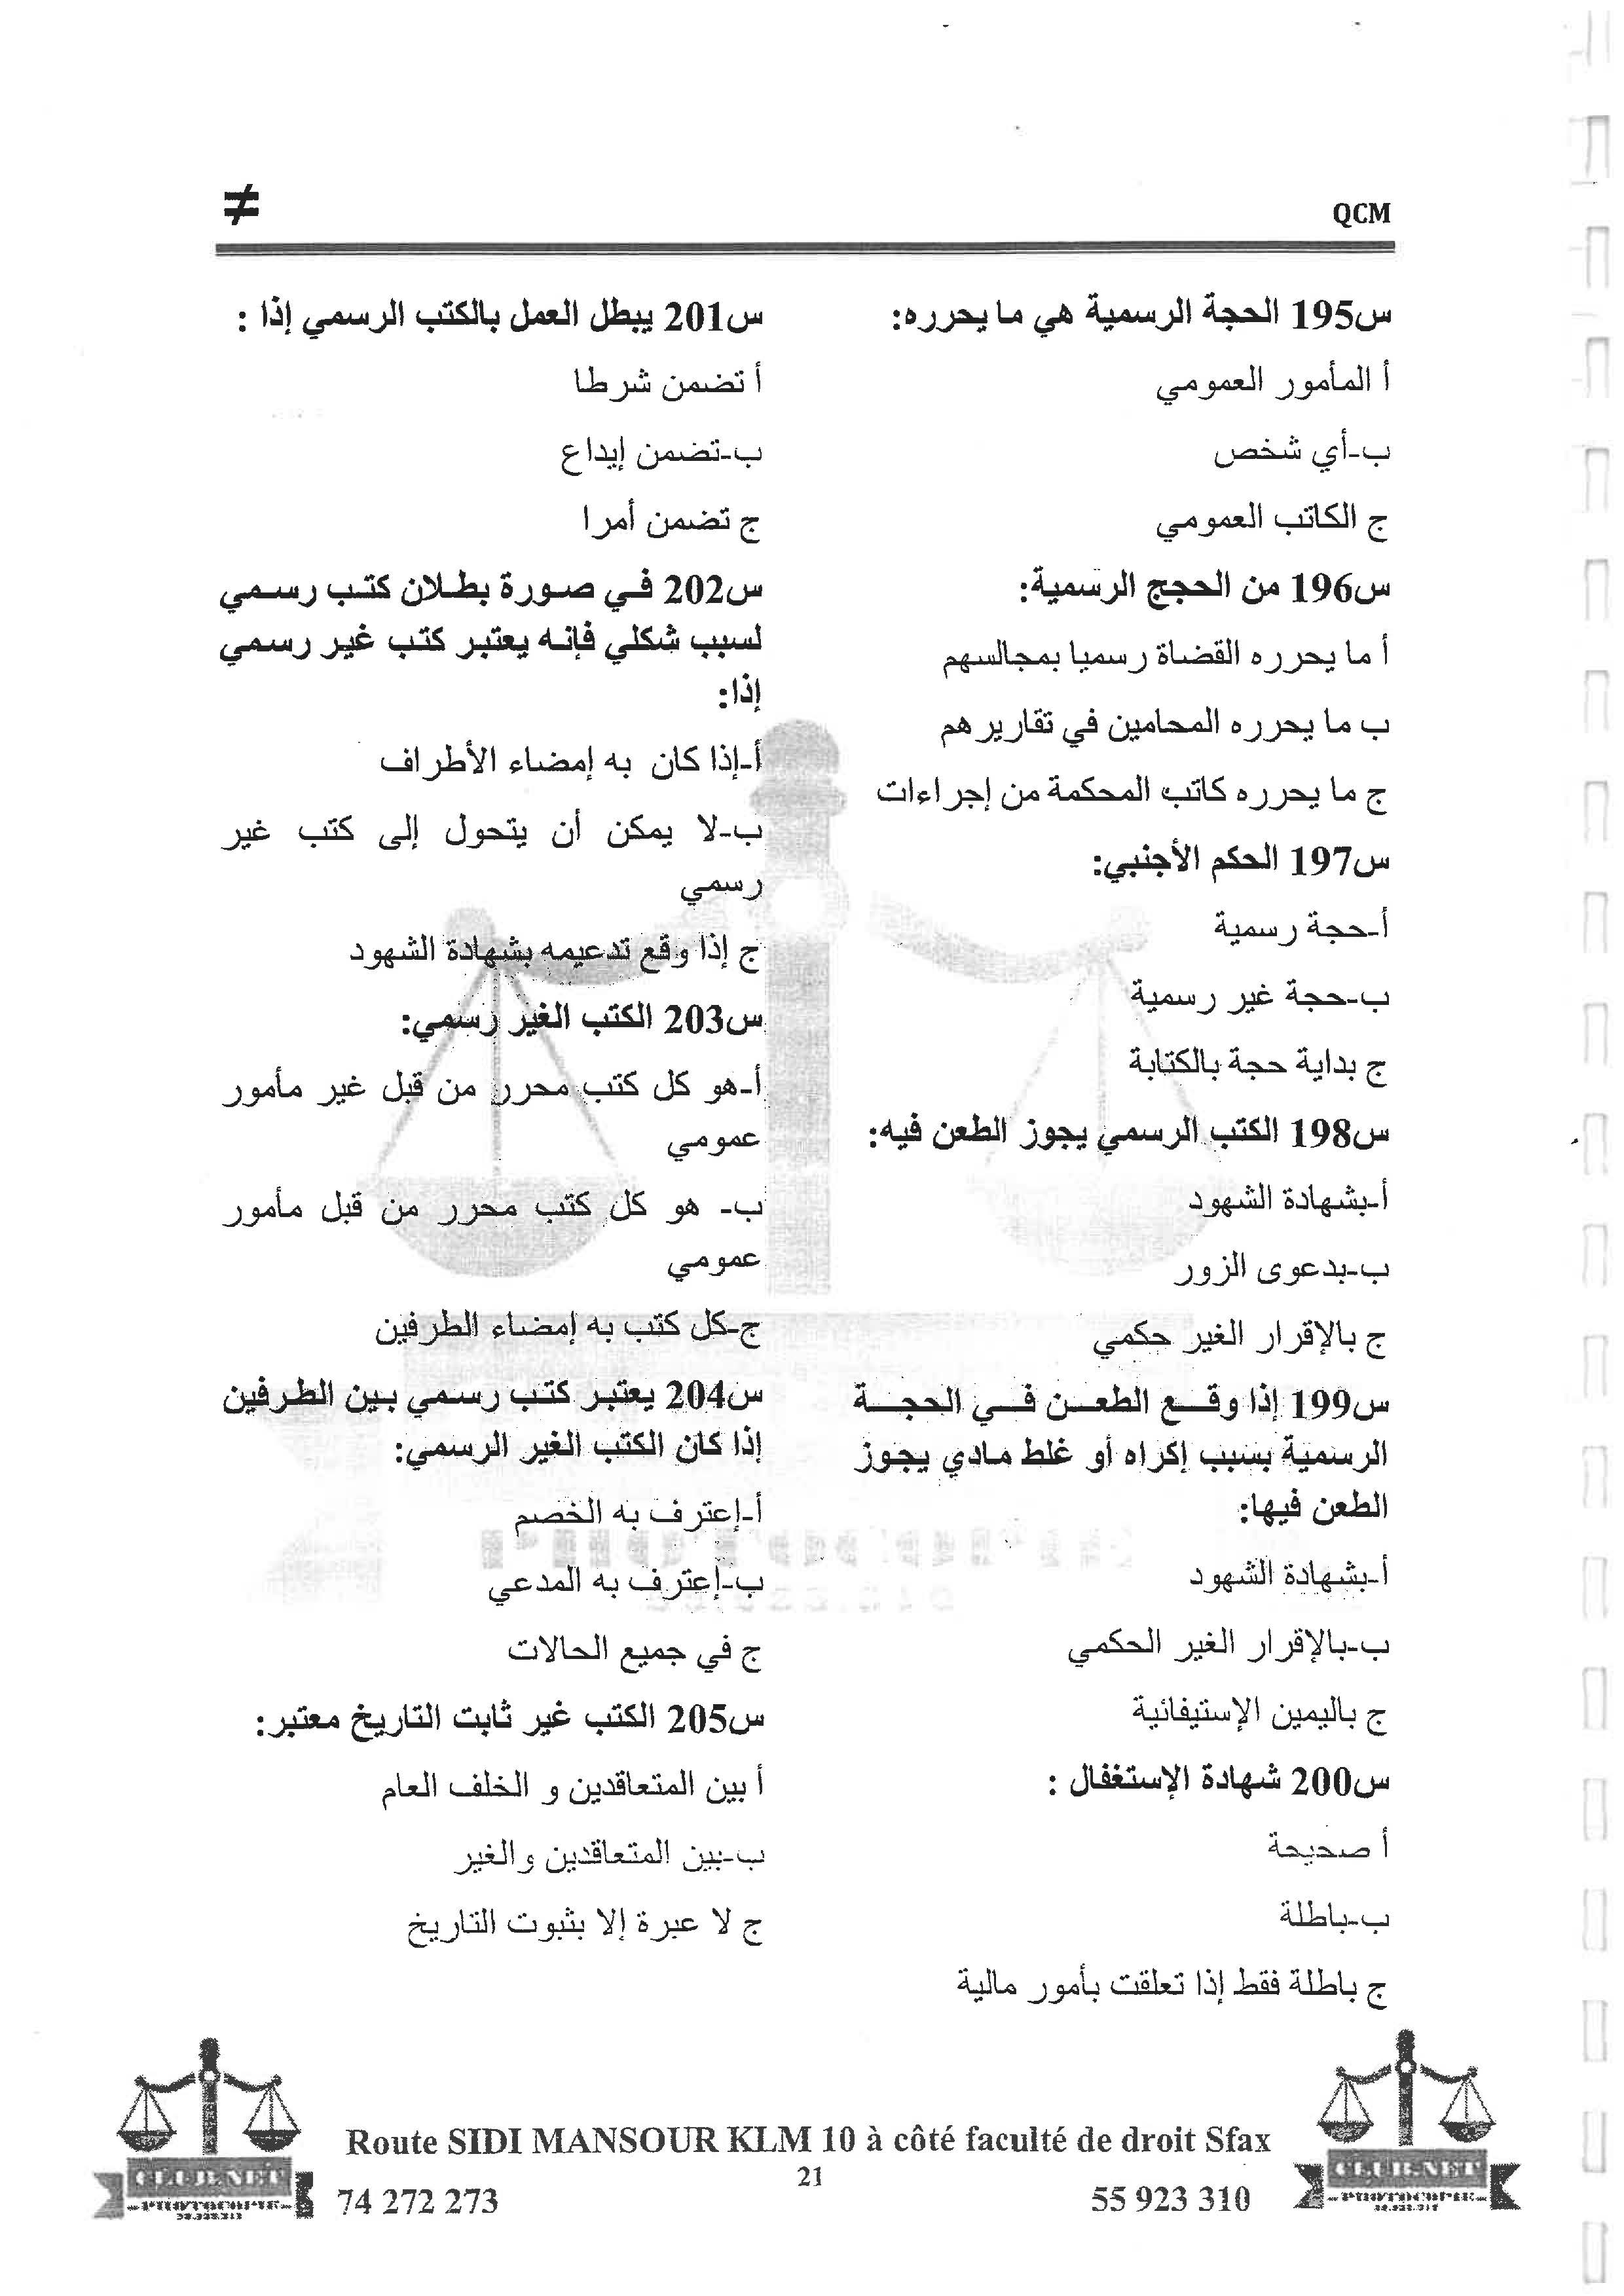 ≠
QCM
س195 الحجة الرسمية هي ما يحرره:
أ المأمور العمومي
ب-أي شخص
ج الكاتب العمومي
س196 من الحجج الرسمية:
أ ما يحرره القضاة رسميا بمجالسهم
ب ما يحرره المحامين في تقاريرهم
ج ما يحرره كاتب المحكمة من إجراءات
س197 الحكم الأجنبي:
أ-حجة رسمية
ب-حجة غير رسمية
ج بداية حجة بالكتابة
س198 الكتب الرسمي يجوز الطعن فيه:
أ-بشهادة الشهود
ب-بدعوى الزور
ج بالإقرار الغير حكمي
س199 إذا وقع الطعن في الحجة
الرسمية بسبب إكراه أو غلط مادي يجوز
الطعن فيها:
أ-بشهادة الشهود
ب-بالإقرار الغير الحكمي
ج باليمين الإستيفائية
س200 شهادة الإستغفال :
أ صحيحة
ب-باطلة
ج باطلة فقط إذا تعلقت بأمور مالية
س201 يبطل العمل بالكتب الرسمي إذا :
أ تضمن شرطا
ب-تضمن إيداع
ج تضمن أمرا
س202 في صورة بطلان كتب رسمي
لسبب شكلي فإنه يعتبر كتب غير رسمي
إذا:
أ-إذا كان به إمضاء الأطراف
ب-لا يمكن أن يتحول إلى كتب غير
رسمي
ج إذا وقع تدعيمه بشهادة الشهود
س203 الكتب الغير رسمي:
أ-هو كل كتب محرر من قبل غير مأمور
عمومي
ب- هو كل كتب محرر من قبل مأمور
عمومي
ج-كل كتب به إمضاء الطرفين
س204 يعتبر كتب رسمي بين الطرفين
إذا كان الكتب الغير الرسمي:
أ-إعترف به الخصم
ب-إعترف به المدعي
ج في جميع الحالات
س205 الكتب غير ثابت التاريخ معتبر:
أ بين المتعاقدين و الخلف العام
ب-بين المتعاقدين والغير
ج لا عبرة إلا بثبوت التاريخ
Route SIDI MANSOUR KLM 10 à côté faculté de droit Sfax
21
74 272 273
55 923 310
CLUB.NET
PHOTOCOPIE
CLUB.NET
PHOTOCOPIE